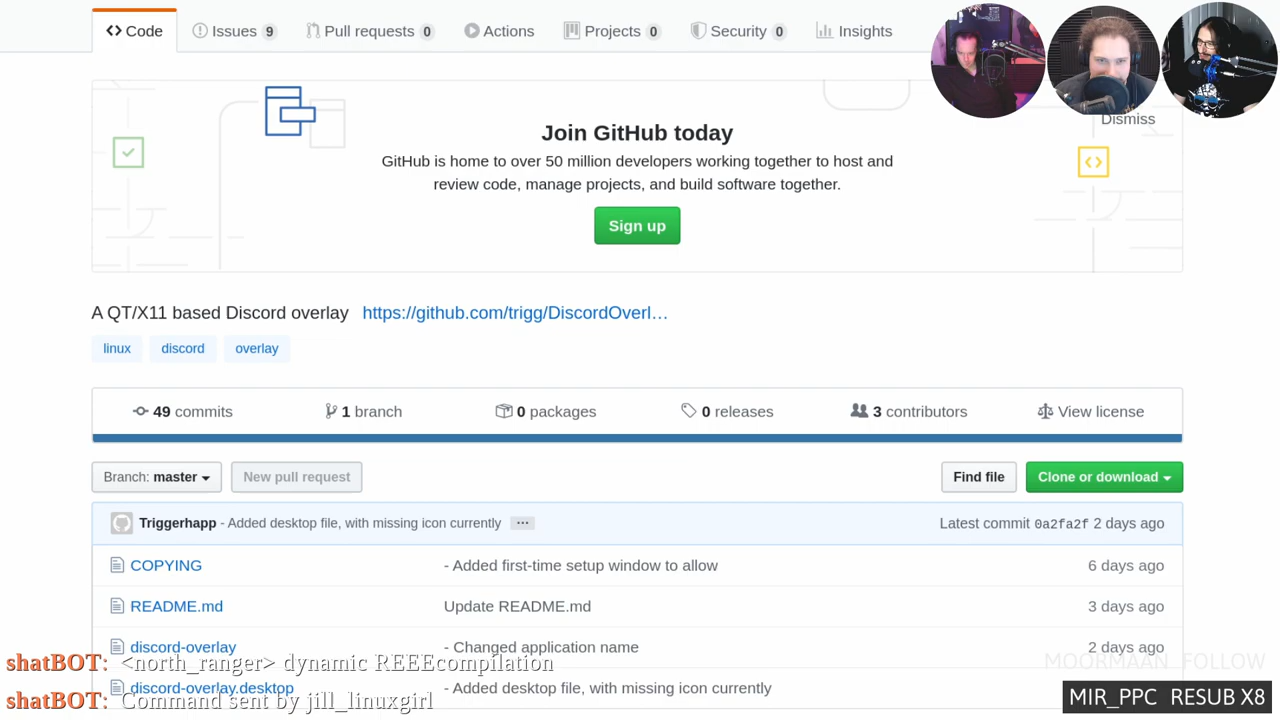 Code Issues 9 Pull requests 0 Actions Projects 0 Security 0 Insights
Dismiss
Join GitHub today
GitHub is home to over 50 million developers working together to host and
review code, manage projects, and build software together.
Sign up
A QT/X11 based Discord overlay https://github.com/trigg/DiscordOverl…
linux discord overlay
49 commits 1 branch 0 packages 0 releases 3 contributors View license
Branch: master New pull request Find file Clone or download
Triggerhapp - Added desktop file, with missing icon currently ... Latest commit 0a2fa2f 2 days ago
COPYING - Added first-time setup window to allow 6 days ago
README.md Update README.md 3 days ago
discord-overlay - Changed application name 2 days ago
shatBOT: <north_ranger> dynamic REEEcompilation
MOORMAAN_FOLLOW
discord-overlay.desktop - Added desktop file, with missing icon currently
shatBOT: Command sent by jill_linuxgirl
MIR_PPC RESUB X8